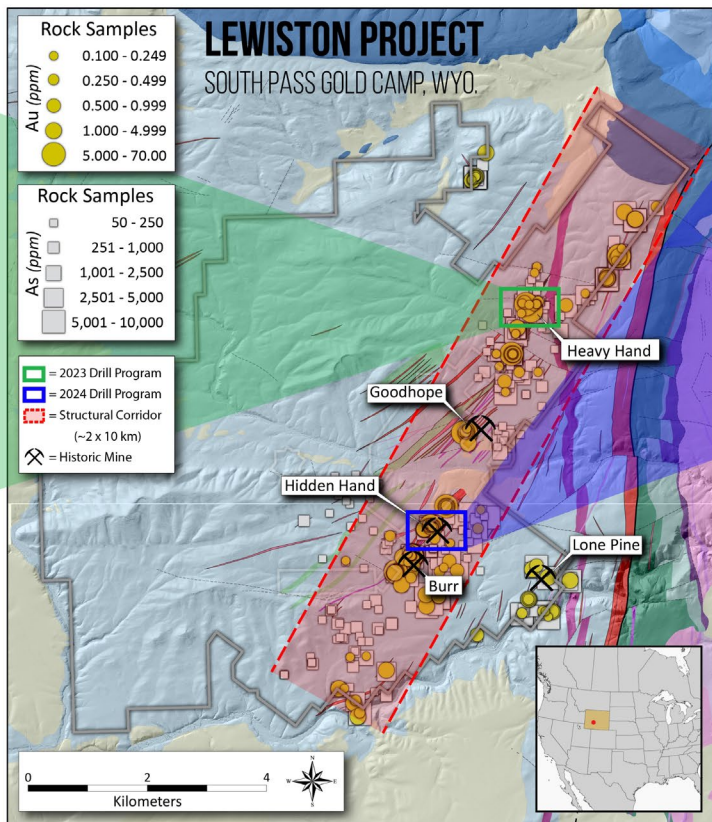 LEWISTON PROJECT
SOUTH PASS GOLD CAMP, WYO.
Rock Samples
Au (ppm)
0.100 - 0.249
0.250 - 0.499
0.500 - 0.999
1.000 - 4.999
5.000 - 70.00
Rock Samples
As (ppm)
50 - 250
251 - 1,000
1,001 - 2,500
2,501 - 5,000
5,001 - 10,000
= 2023 Drill Program
= 2024 Drill Program
= Structural Corridor
(~2 x 10 km)
= Historic Mine
Heavy Hand
Goodhope
Hidden Hand
Lone Pine
Burr
0 2 4
Kilometers
N
W E
S